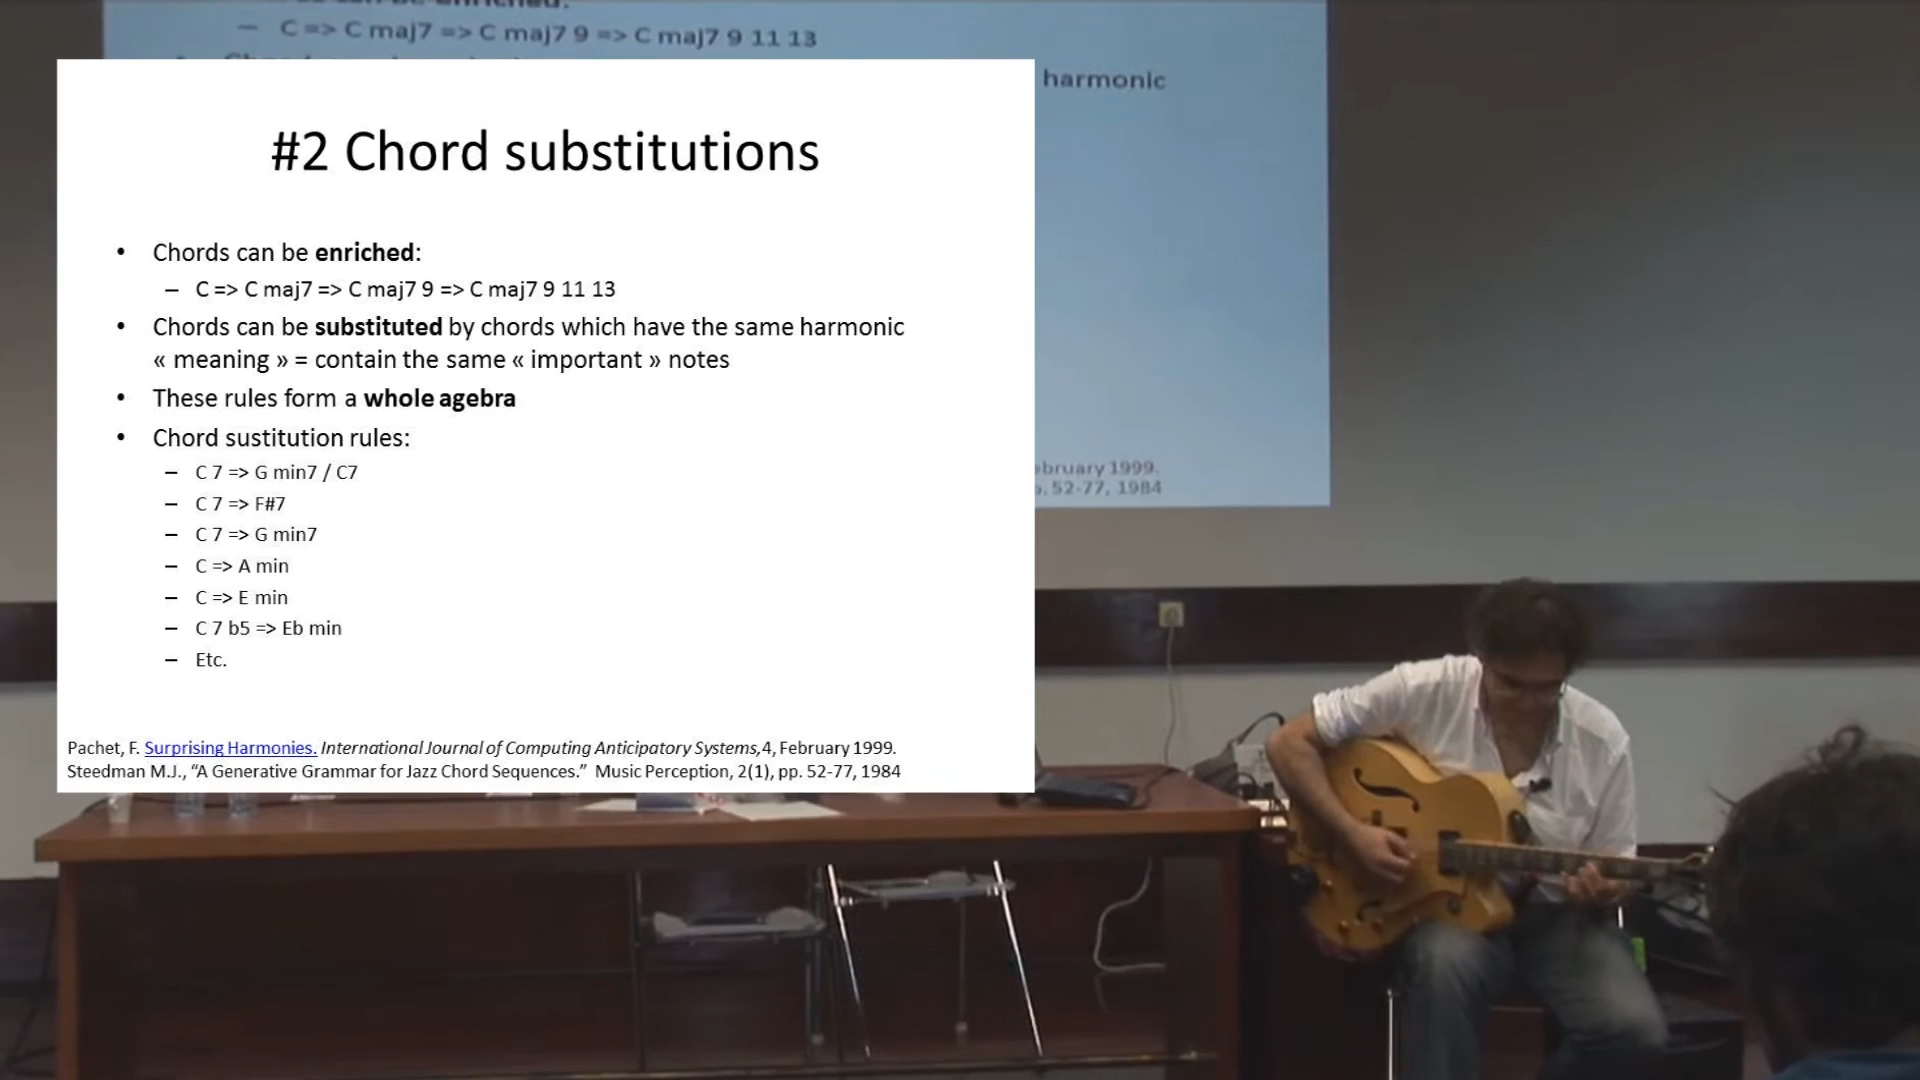 C => C maj7 => C maj7 9 => C maj7 9 11 13
harmonic
#2 Chord substitutions
• Chords can be enriched:
– C => C maj7 => C maj7 9 => C maj7 9 11 13
• Chords can be substituted by chords which have the same harmonic
« meaning » = contain the same « important » notes
• These rules form a whole agebra
• Chord sustitution rules:
– C 7 => G min7 / C7
– C 7 => F#7
– C 7 => G min7
– C => A min
– C => E min
– C 7 b5 => Eb min
– Etc.
Pachet, F. Surprising Harmonies. International Journal of Computing Anticipatory Systems,4, February 1999.
Steedman M.J., “A Generative Grammar for Jazz Chord Sequences.” Music Perception, 2(1), pp. 52-77, 1984
bruary 1999.
. 52-77, 1984